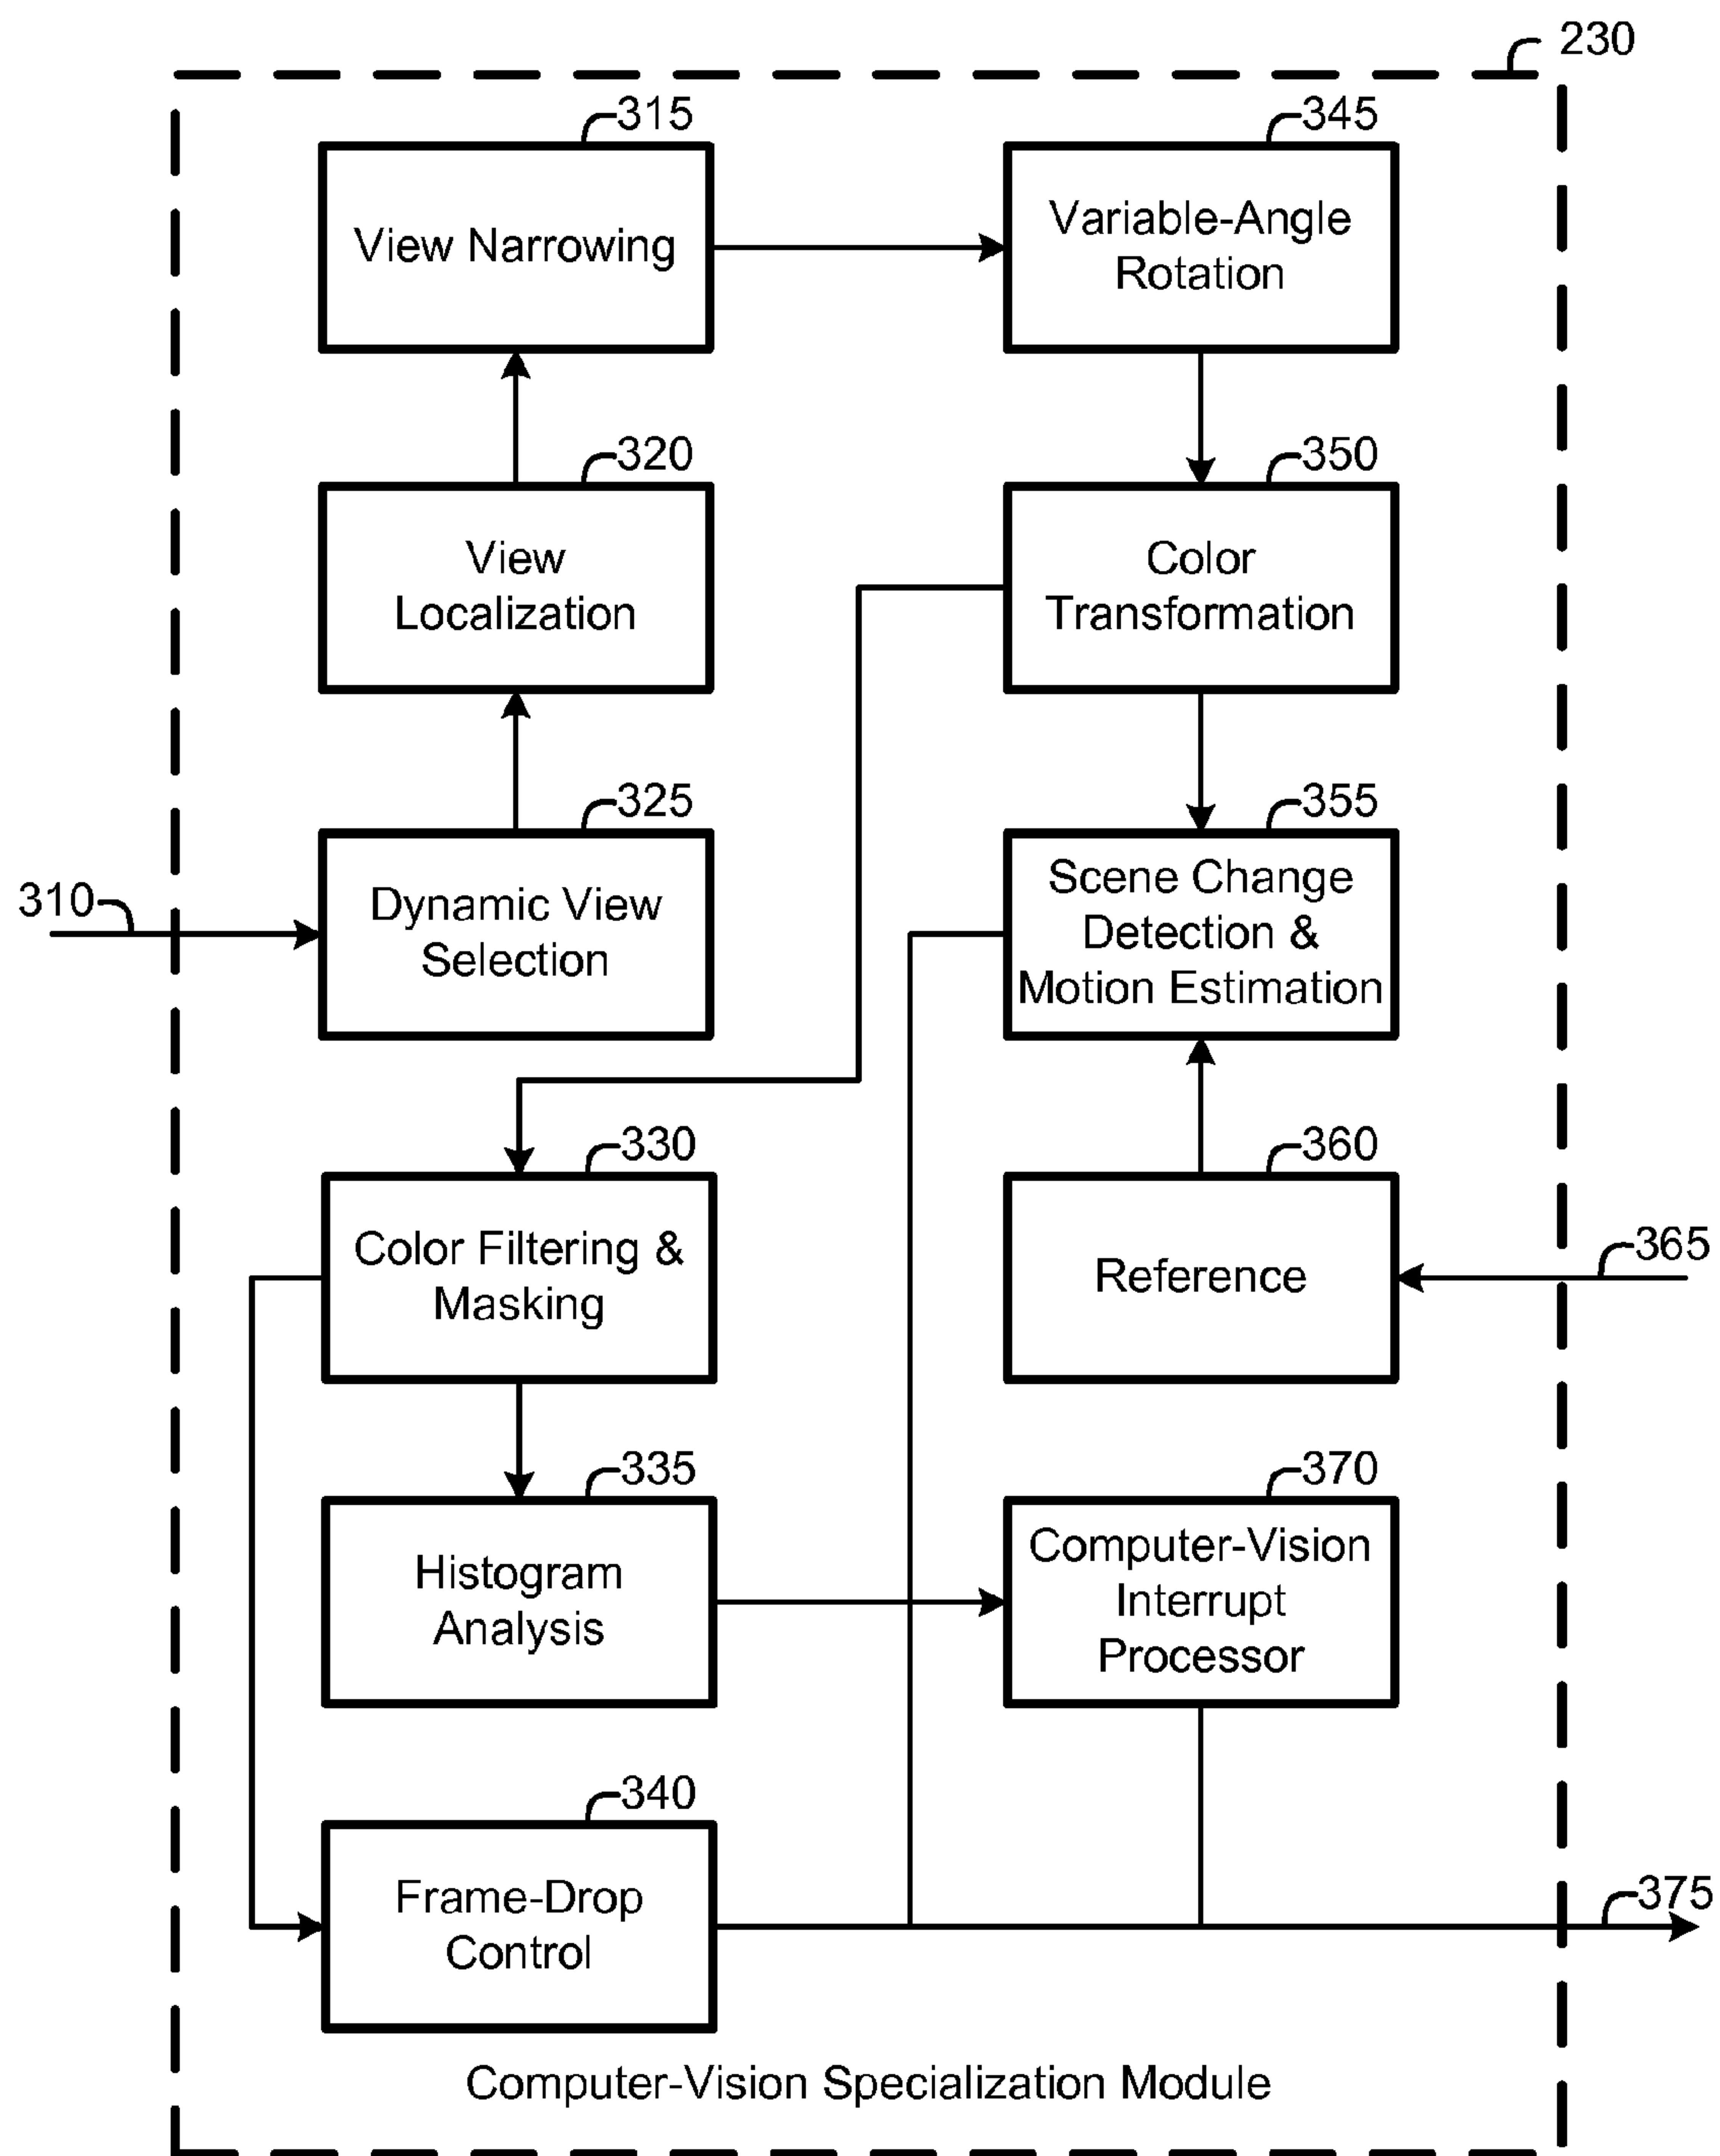 230
315
View Narrowing
345
Variable-Angle
Rotation
320
View
Localization
350
Color
Transformation
310
325
Dynamic View
Selection
355
Scene Change
Detection &
Motion Estimation
330
Color Filtering &
Masking
360
Reference
365
335
Histogram
Analysis
370
Computer-Vision
Interrupt
Processor
340
Frame-Drop
Control
375
Computer-Vision Specialization Module